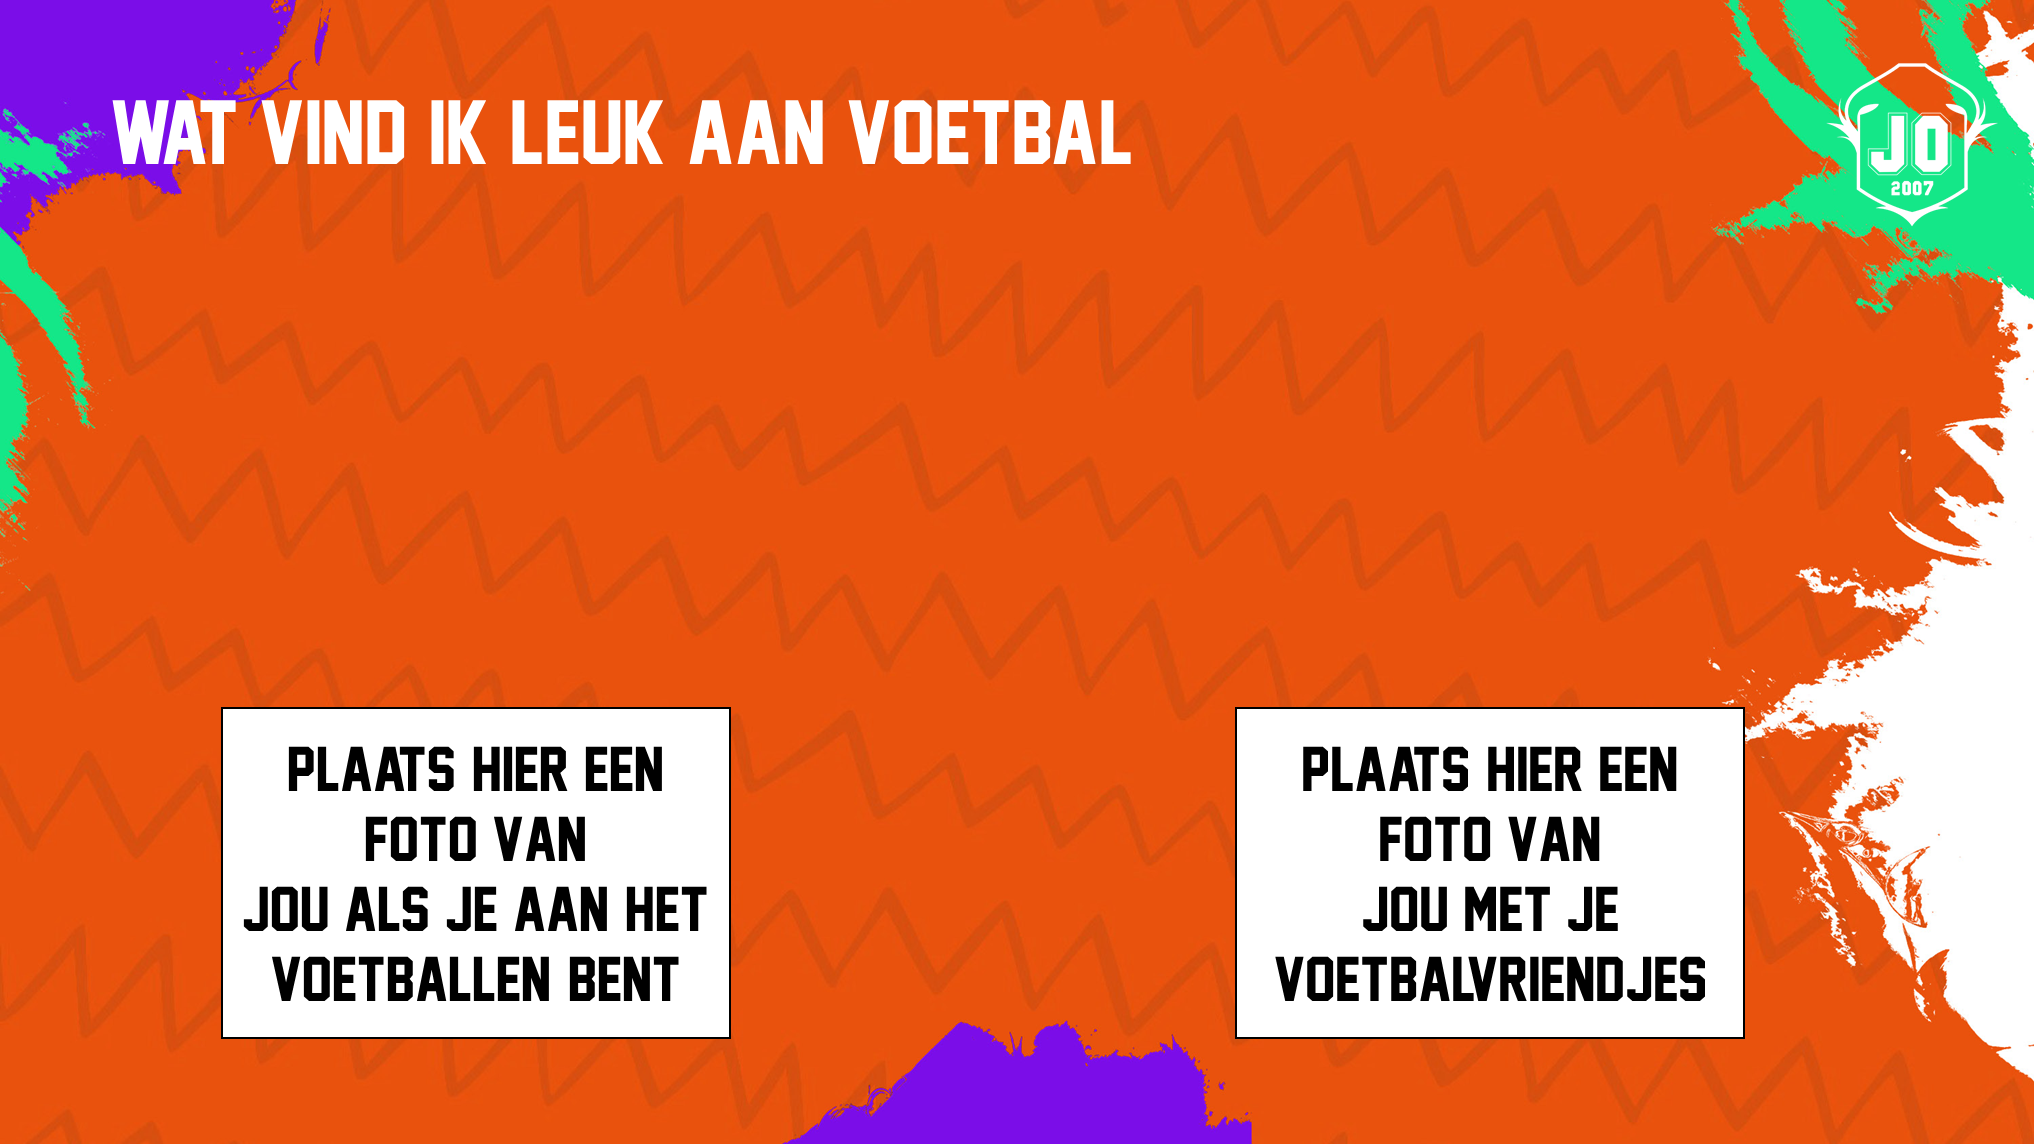 WAT VIND IK LEUK AAN VOETBAL
JO
2007
PLAATS HIER EEN
FOTO VAN
JOU ALS JE AAN HET
VOETBALLEN BENT
PLAATS HIER EEN
FOTO VAN
JOU MET JE
VOETBALVRIENDJES